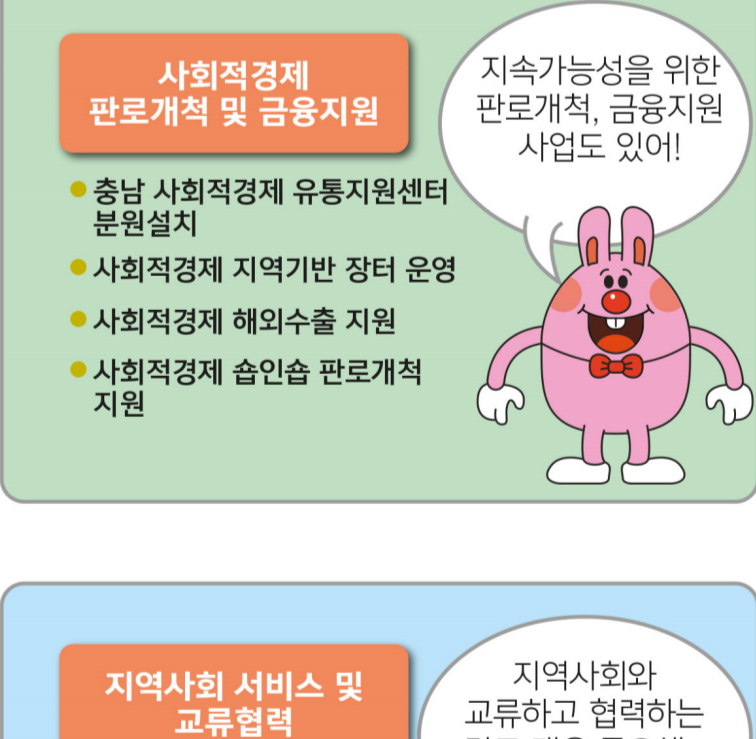 사회적경제
판로개척 및 금융지원
지속가능성을 위한
판로개척, 금융지원
사업도 있어!
충남 사회적경제 유통지원센터
분원설치
사회적경제 지역기반 장터 운영
사회적경제 해외수출 지원
사회적경제 숍인숍 판로개척
지원
지역사회 서비스 및
교류협력
지역사회와
교류하고 협력하는